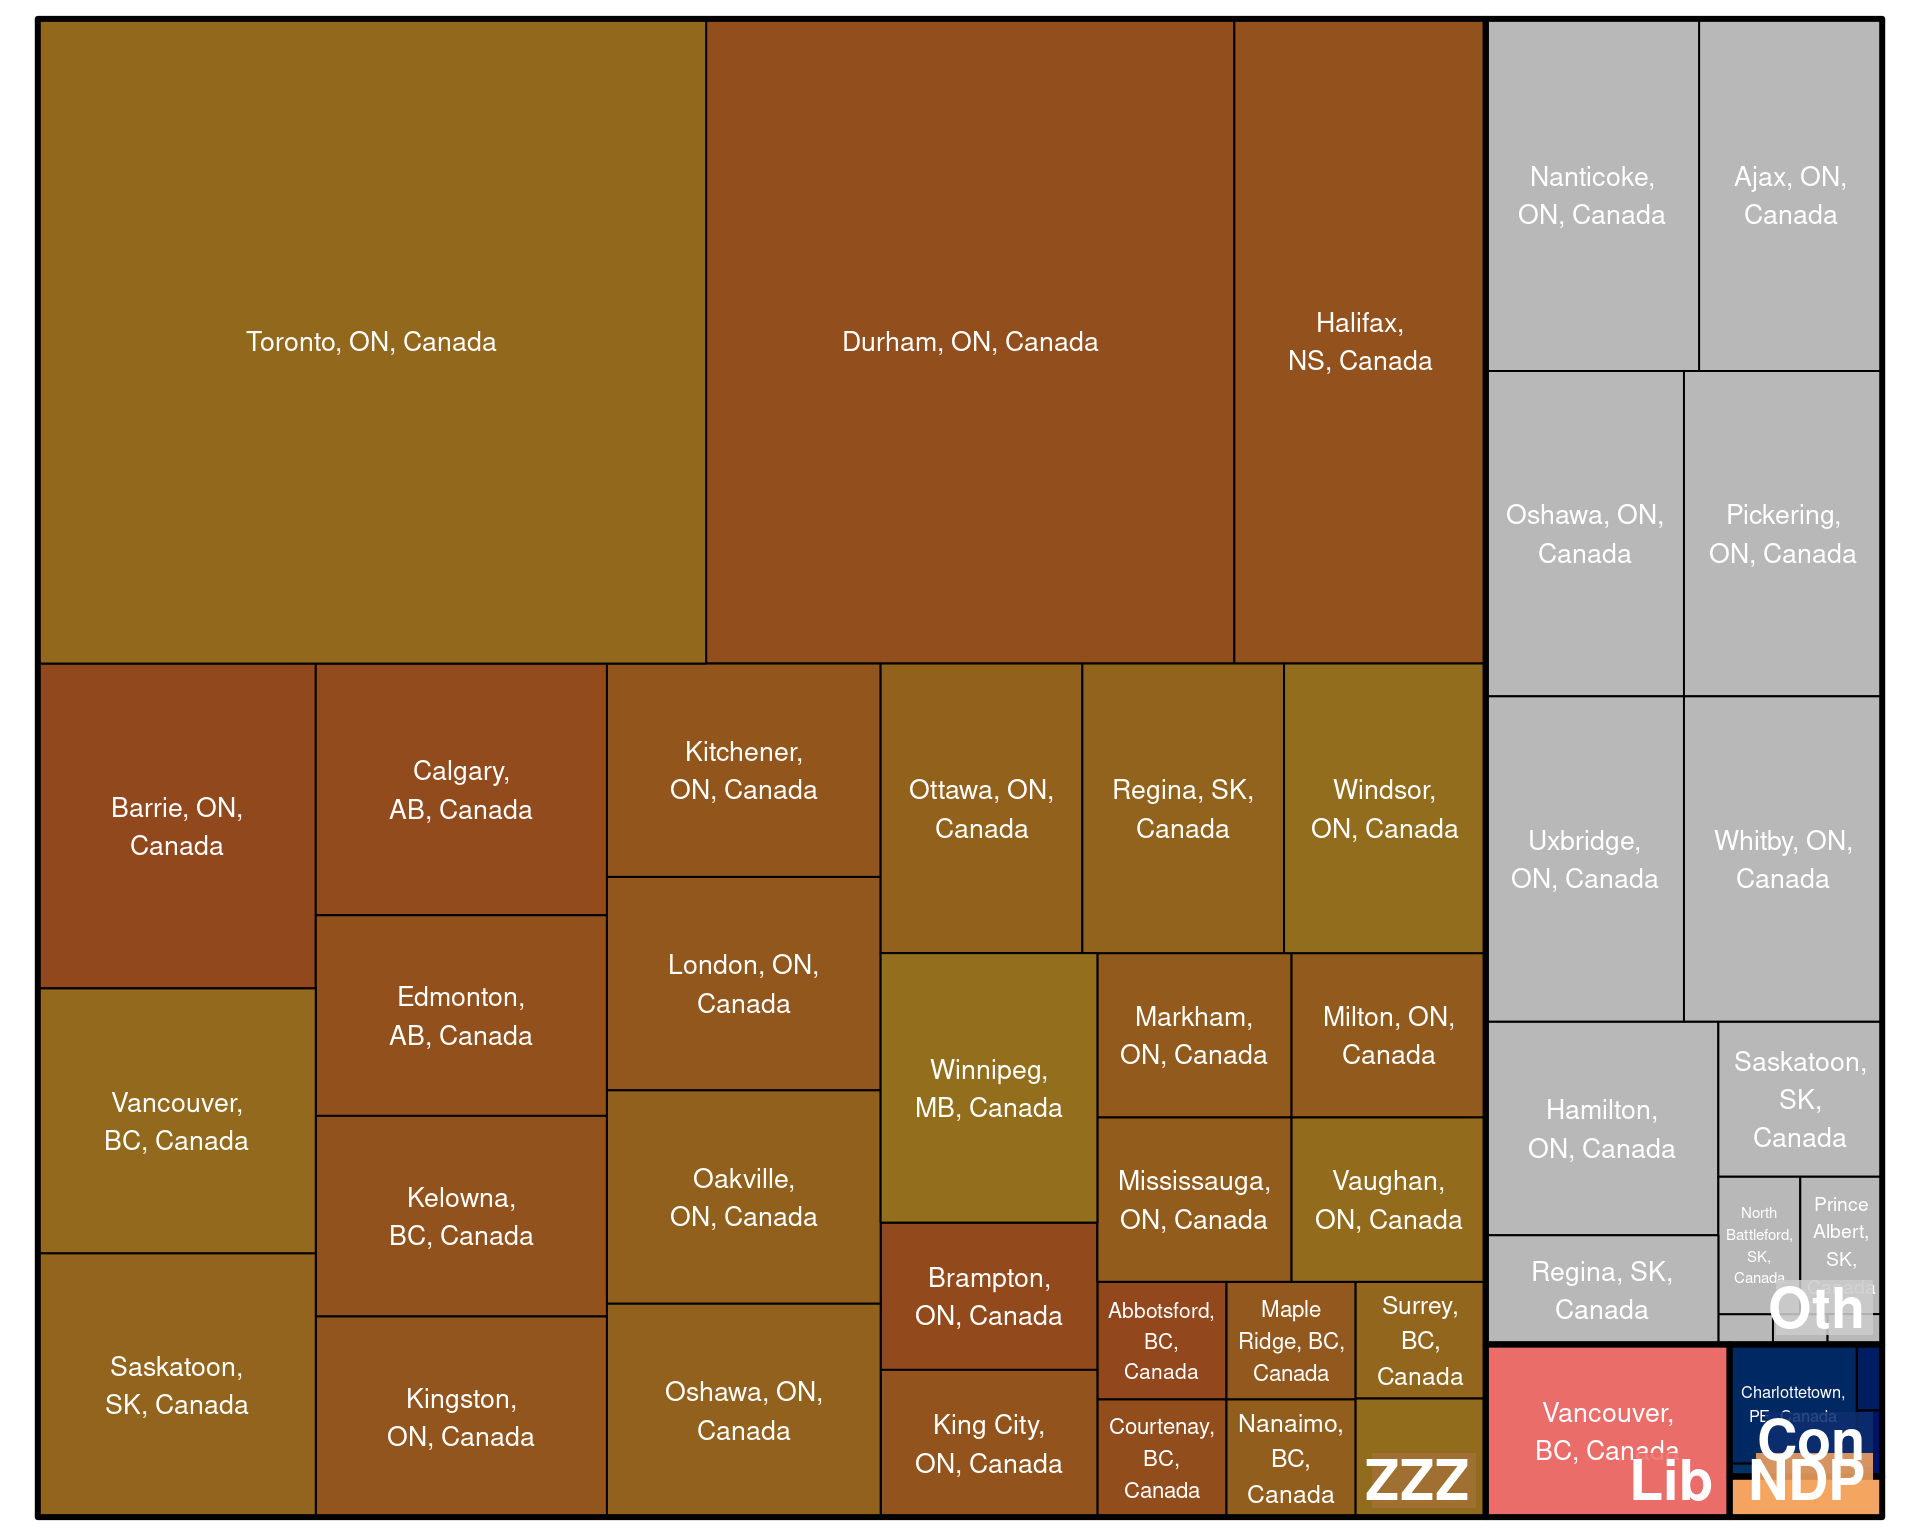 Toronto, ON, Canada
Durham, ON, Canada
Halifax,
NS, Canada
Nanticoke,
ON, Canada
Ajax, ON,
Canada
Oshawa, ON,
Canada
Pickering,
ON, Canada
Barrie, ON,
Canada
Calgary,
AB, Canada
Kitchener,
ON, Canada
Ottawa, ON,
Canada
Regina, SK,
Canada
Windsor,
ON, Canada
Uxbridge,
ON, Canada
Whitby, ON,
Canada
Edmonton,
AB, Canada
London, ON,
Canada
Vancouver,
BC, Canada
Winnipeg,
MB, Canada
Markham,
ON, Canada
Milton, ON,
Canada
Hamilton,
ON, Canada
Saskatoon,
SK,
Canada
Kelowna,
BC, Canada
Oakville,
ON, Canada
Mississauga,
ON, Canada
Vaughan,
ON, Canada
North
Battleford,
SK,
Canada
Prince
Albert,
SK,
Canada
Oth
Brampton,
ON, Canada
Regina, SK,
Canada
Abbotsford,
BC,
Canada
Maple
Ridge, BC,
Canada
Surrey,
BC,
Canada
Saskatoon,
SK, Canada
Kingston,
ON, Canada
Oshawa, ON,
Canada
King City,
ON, Canada
Courtenay,
BC,
Canada
Nanaimo,
BC,
Canada
ZZZ
Vancouver,
BC, Canada
Lib
Charlottetown,
PE, Canada
Con
NDP